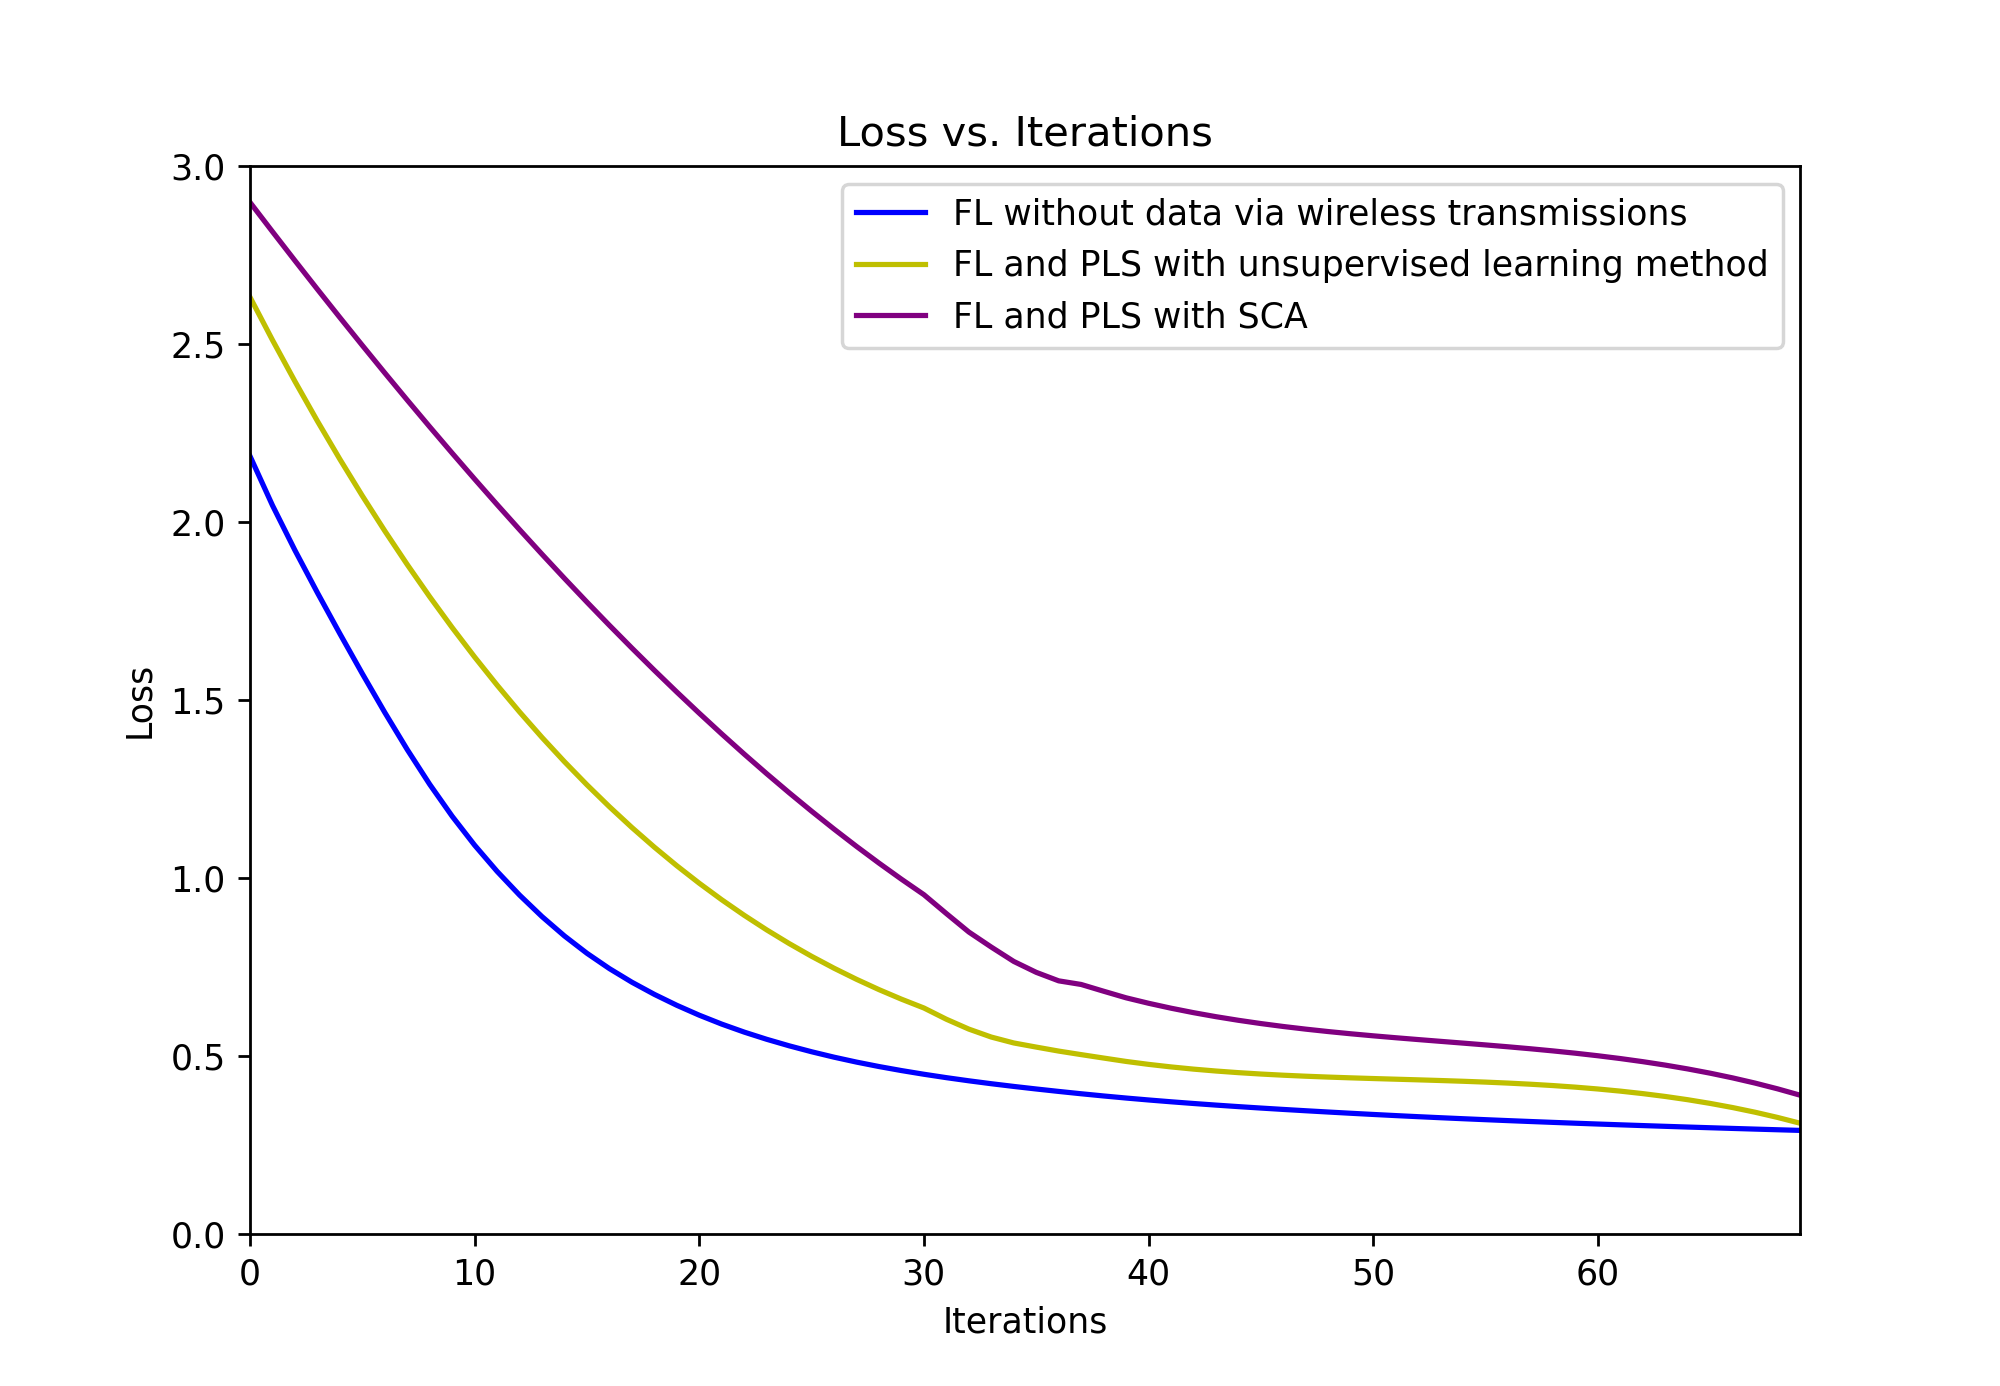 Loss vs. Iterations
3.0
2.5
2.0
1.5
1.0
0.5
0.0
Loss
FL without data via wireless transmissions
FL and PLS with unsupervised learning method
FL and PLS with SCA
0 10 20 30 40 50 60
Iterations